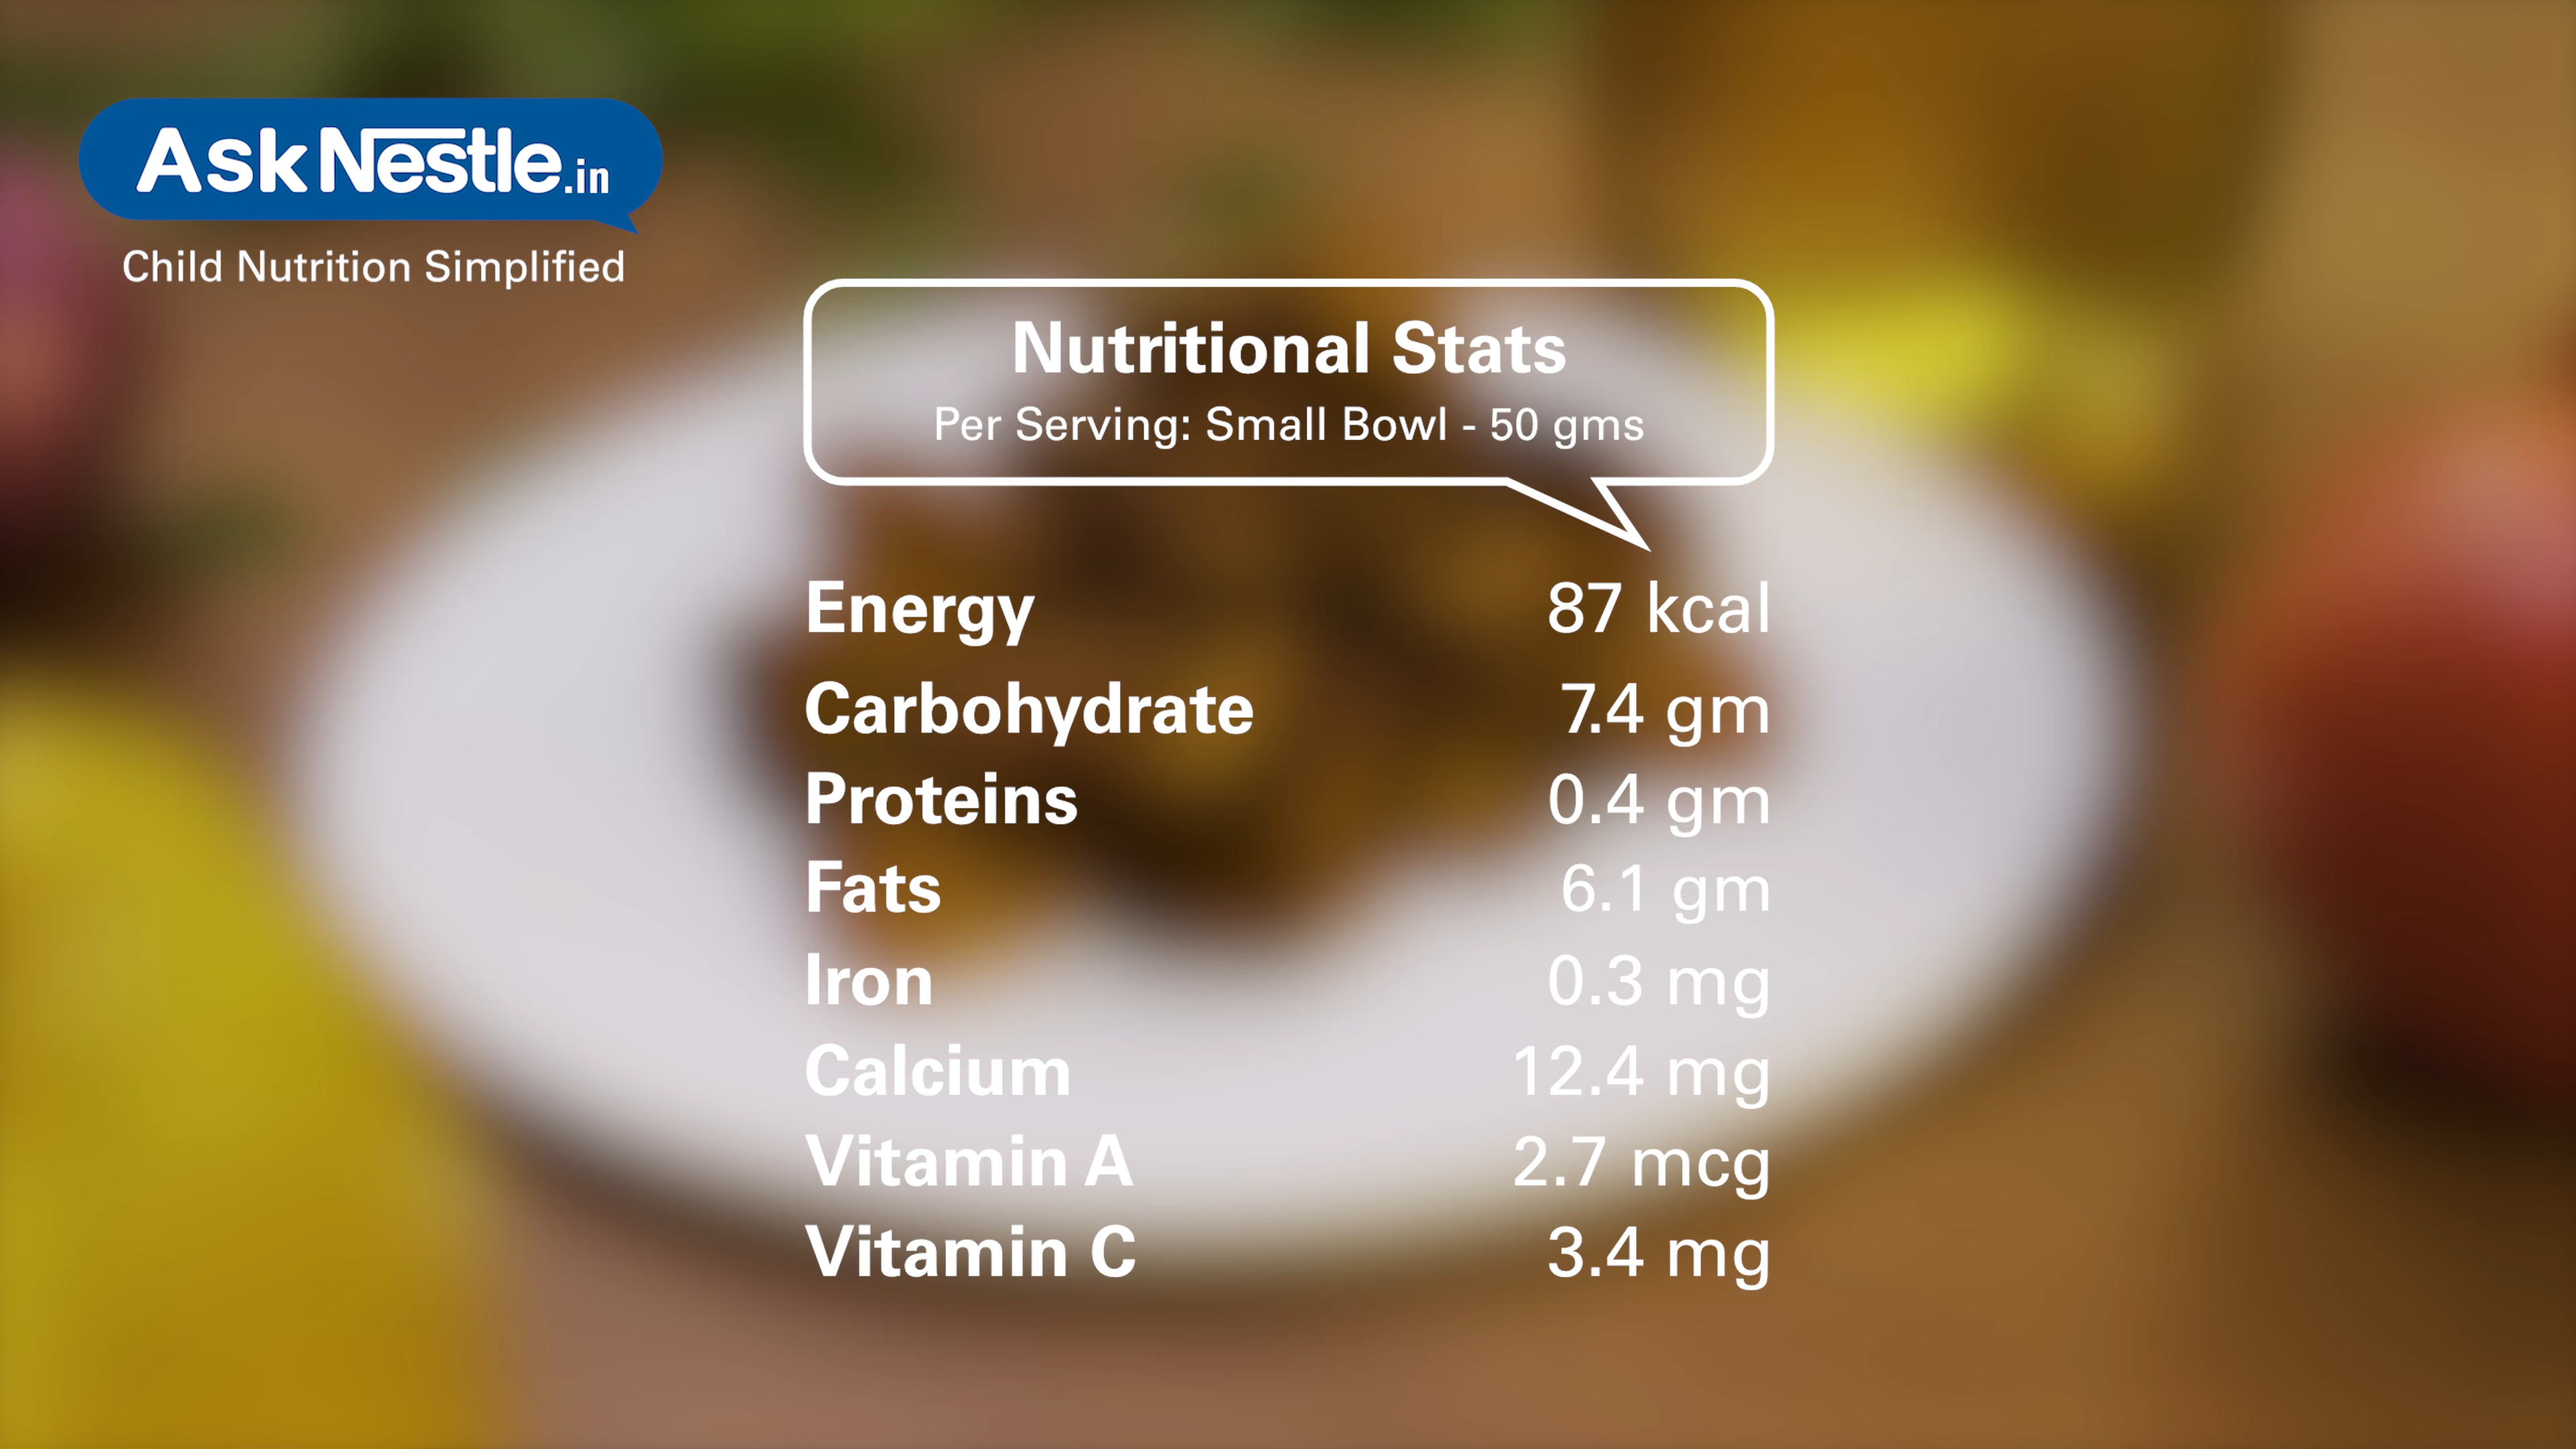 AskNestle.in
Child Nutrition Simplified
Nutritional Stats
Per Serving: Small Bowl - 50 gms
Energy 87 kcal
Carbohydrate 7.4 gm
Proteins 0.4 gm
Fats 6.1 gm
Iron 0.3 mg
Calcium 12.4 mg
Vitamin A 2.7 mcg
Vitamin C 3.4 mg